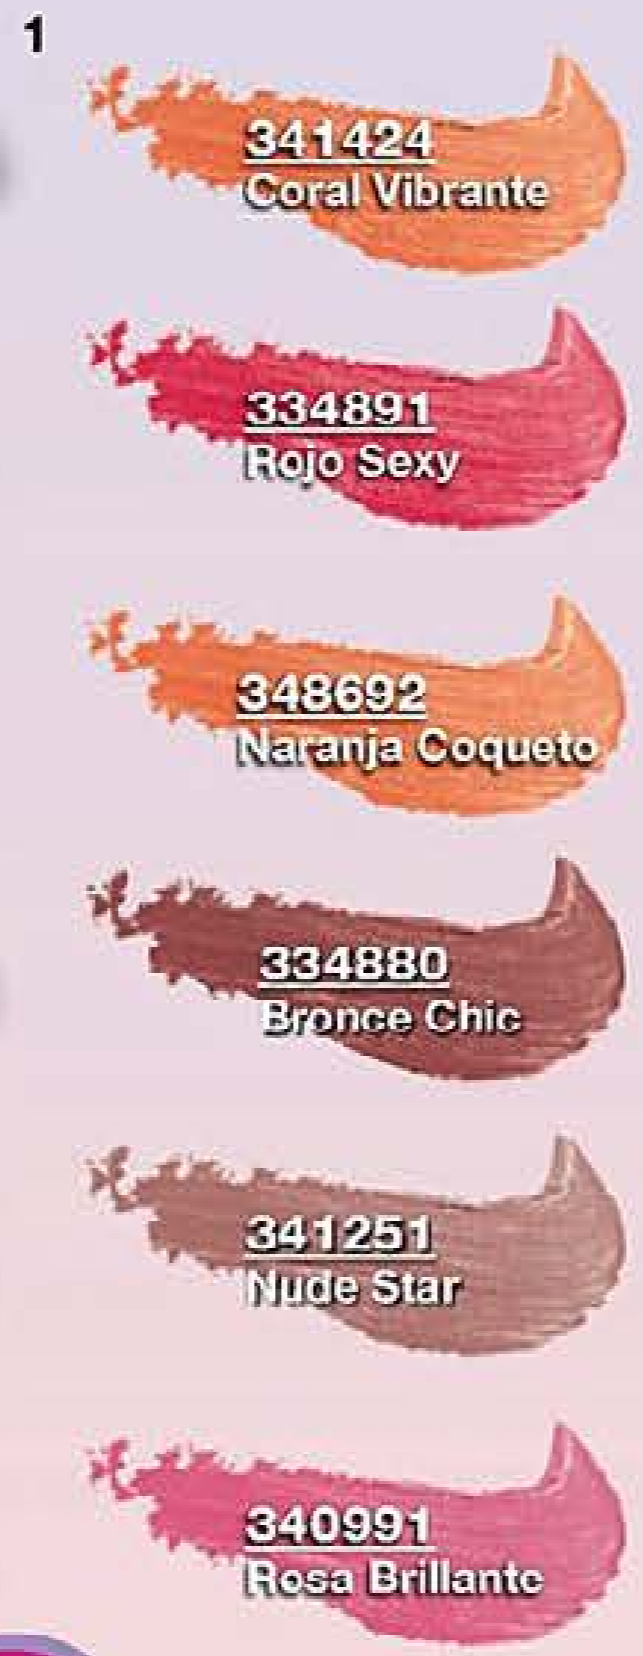 1
341424
Coral Vibrante
334891
Rojo Sexy
348692
Naranja Coqueto
334880
Bronce Chic
341251
Nude Star
340991
Rosa Brillante